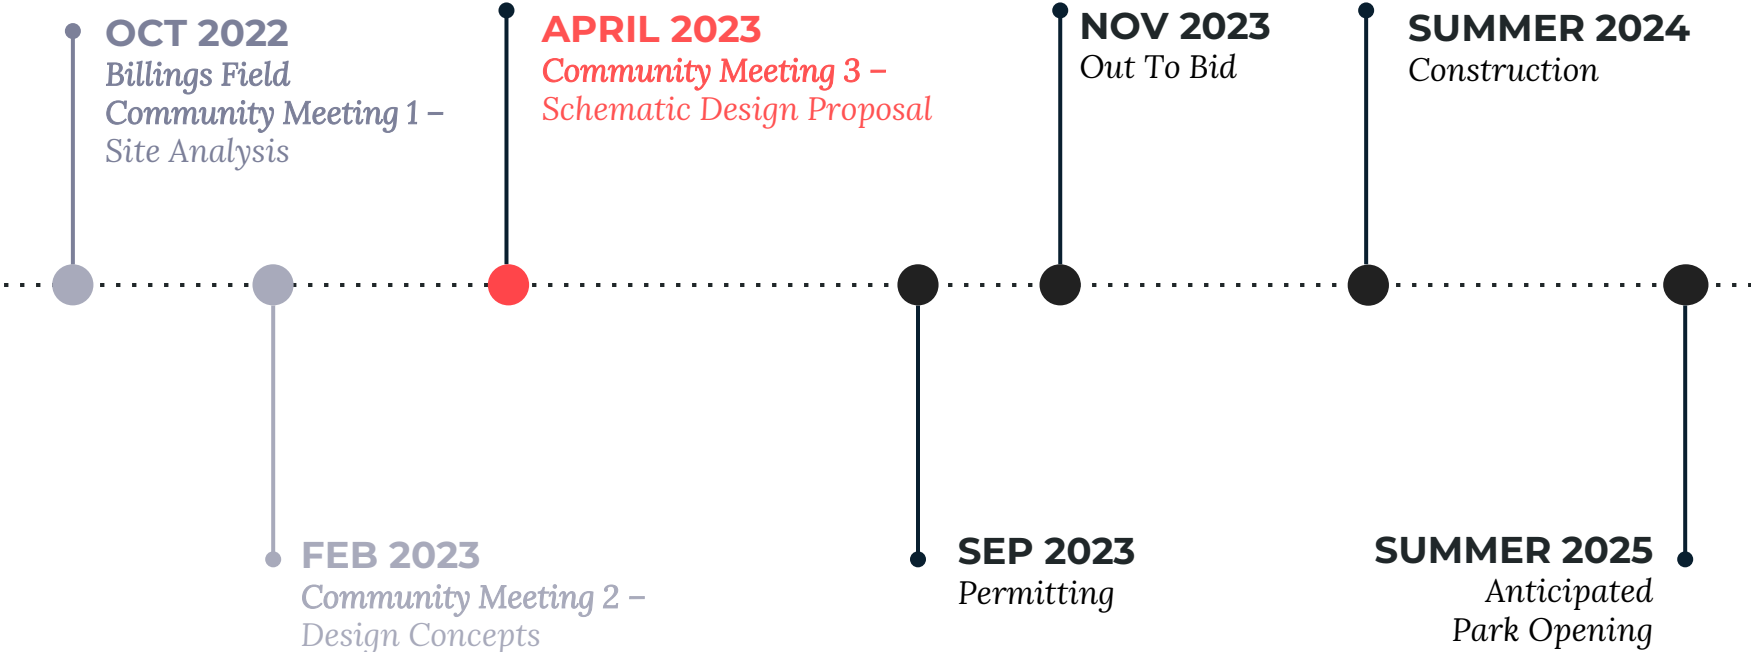 OCT 2022
Billings Field
Community Meeting 1 –
Site Analysis
FEB 2023
Community Meeting 2 –
Design Concepts
APRIL 2023
Community Meeting 3 –
Schematic Design Proposal
SEP 2023
Permitting
NOV 2023
Out To Bid
SUMMER 2024
Construction
SUMMER 2025
Anticipated
Park Opening